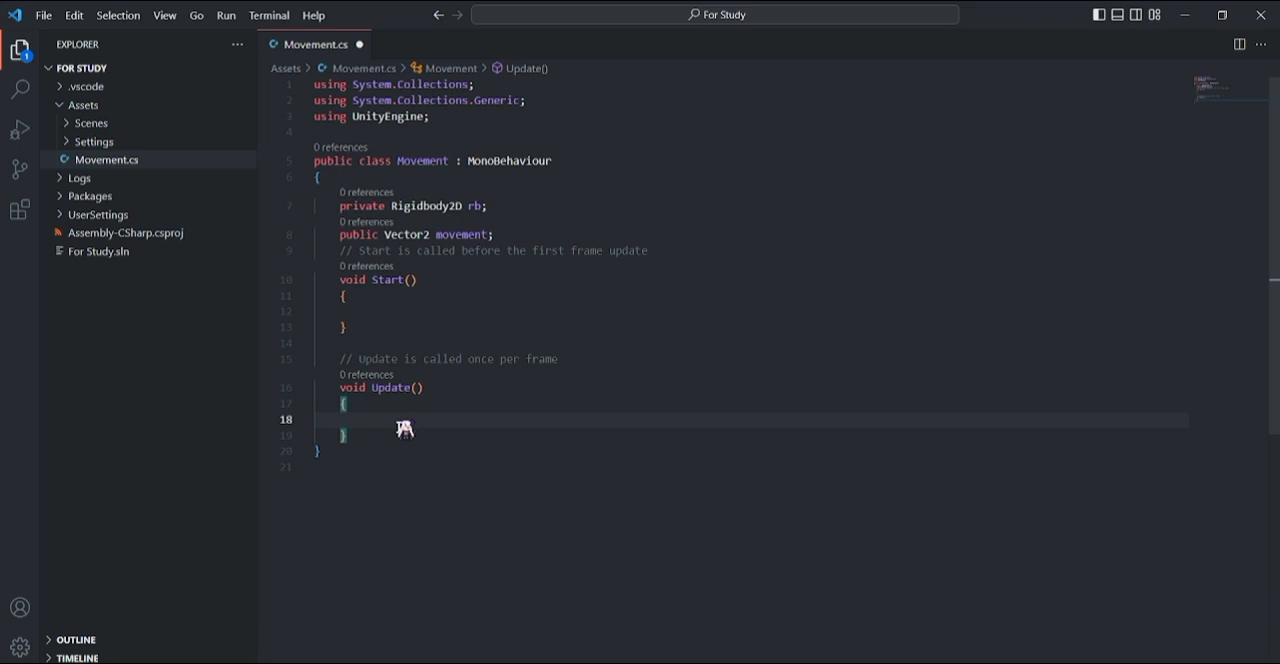 File Edit Selection View Go Run Terminal Help
For Study
EXPLORER
FOR STUDY
.vscode
Assets
Scenes
Settings
Movement.cs
Logs
Packages
UserSettings
Assembly-CSharp.csproj
For Study.sln
OUTLINE
TIMELINE
1
Movement.cs
Assets > Movement.cs > Movement > Update()
1 using System.Collections;
2 using System.Collections.Generic;
3 using UnityEngine;
4
0 references
5 public class Movement : MonoBehaviour
6 {
0 references
7 private Rigidbody2D rb;
0 references
8 public Vector2 movement;
9 // Start is called before the first frame update
0 references
10 void Start()
11 {
12
13 }
14
15 // Update is called once per frame
0 references
16 void Update()
17 {
18
19 }
20 }
21